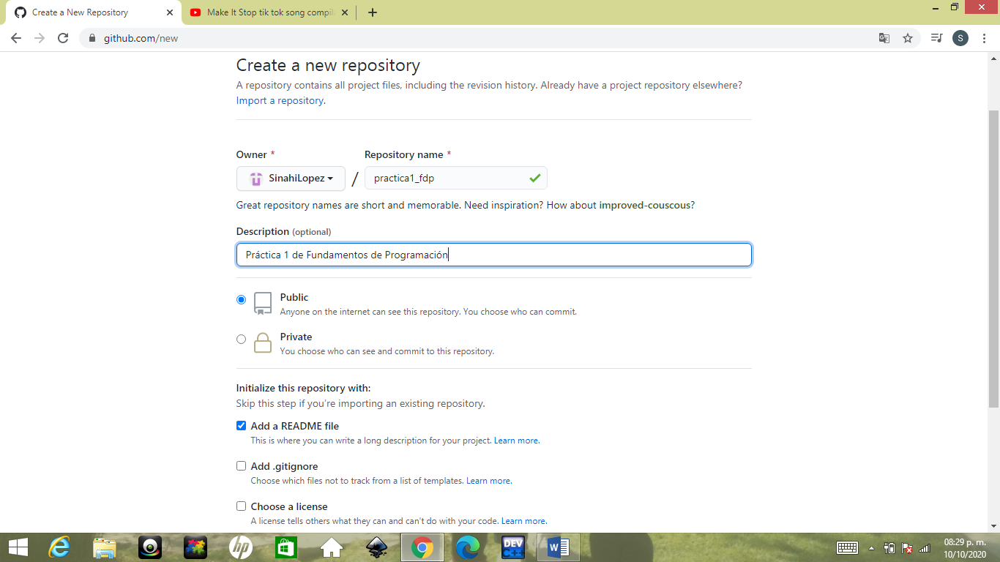 Create a New Repository
Make It Stop tik tok song compil
github.com/new
S
Create a new repository
A repository contains all project files, including the revision history. Already have a project repository elsewhere?
Import a repository.
Owner *
Repository name *
SinahiLopez
/
practica1_fdp
Great repository names are short and memorable. Need inspiration? How about improved-couscous?
Description (optional)
Práctica 1 de Fundamentos de Programación
Public
Anyone on the internet can see this repository. You choose who can commit.
Private
You choose who can see and commit to this repository.
Initialize this repository with:
Skip this step if you're importing an existing repository.
Add a README file
This is where you can write a long description for your project. Learn more.
Add .gitignore
Choose which files not to track from a list of templates. Learn more.
Choose a license
A license tells others what they can and can't do with your code. Learn more.
hp
DEV
C++
W
08:29 p. m.
10/10/2020